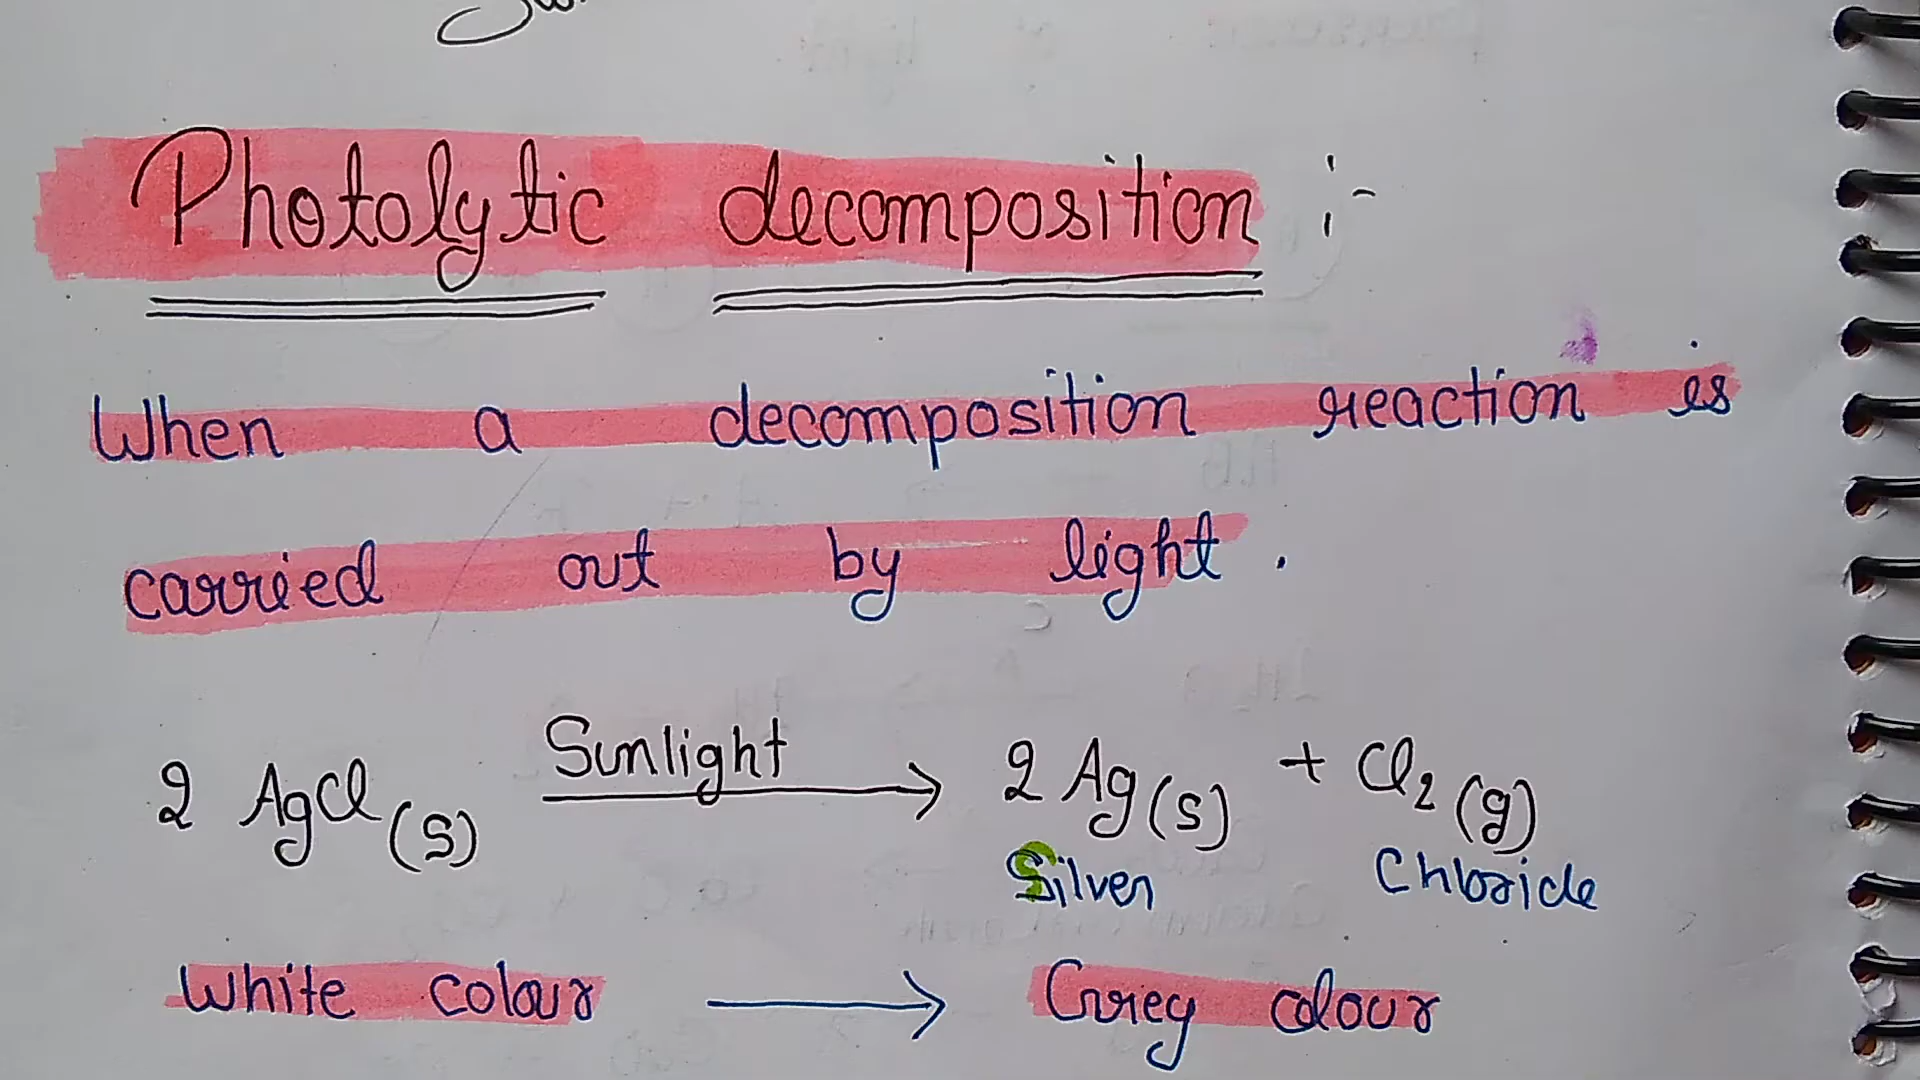 Photolytic decomposition :-
When a decomposition reaction is
carried out by light.
2 AgCl(s) Sunlight → 2 Ag(s) + Cl2(g)
Silver Chloride
White colour → Grey colour